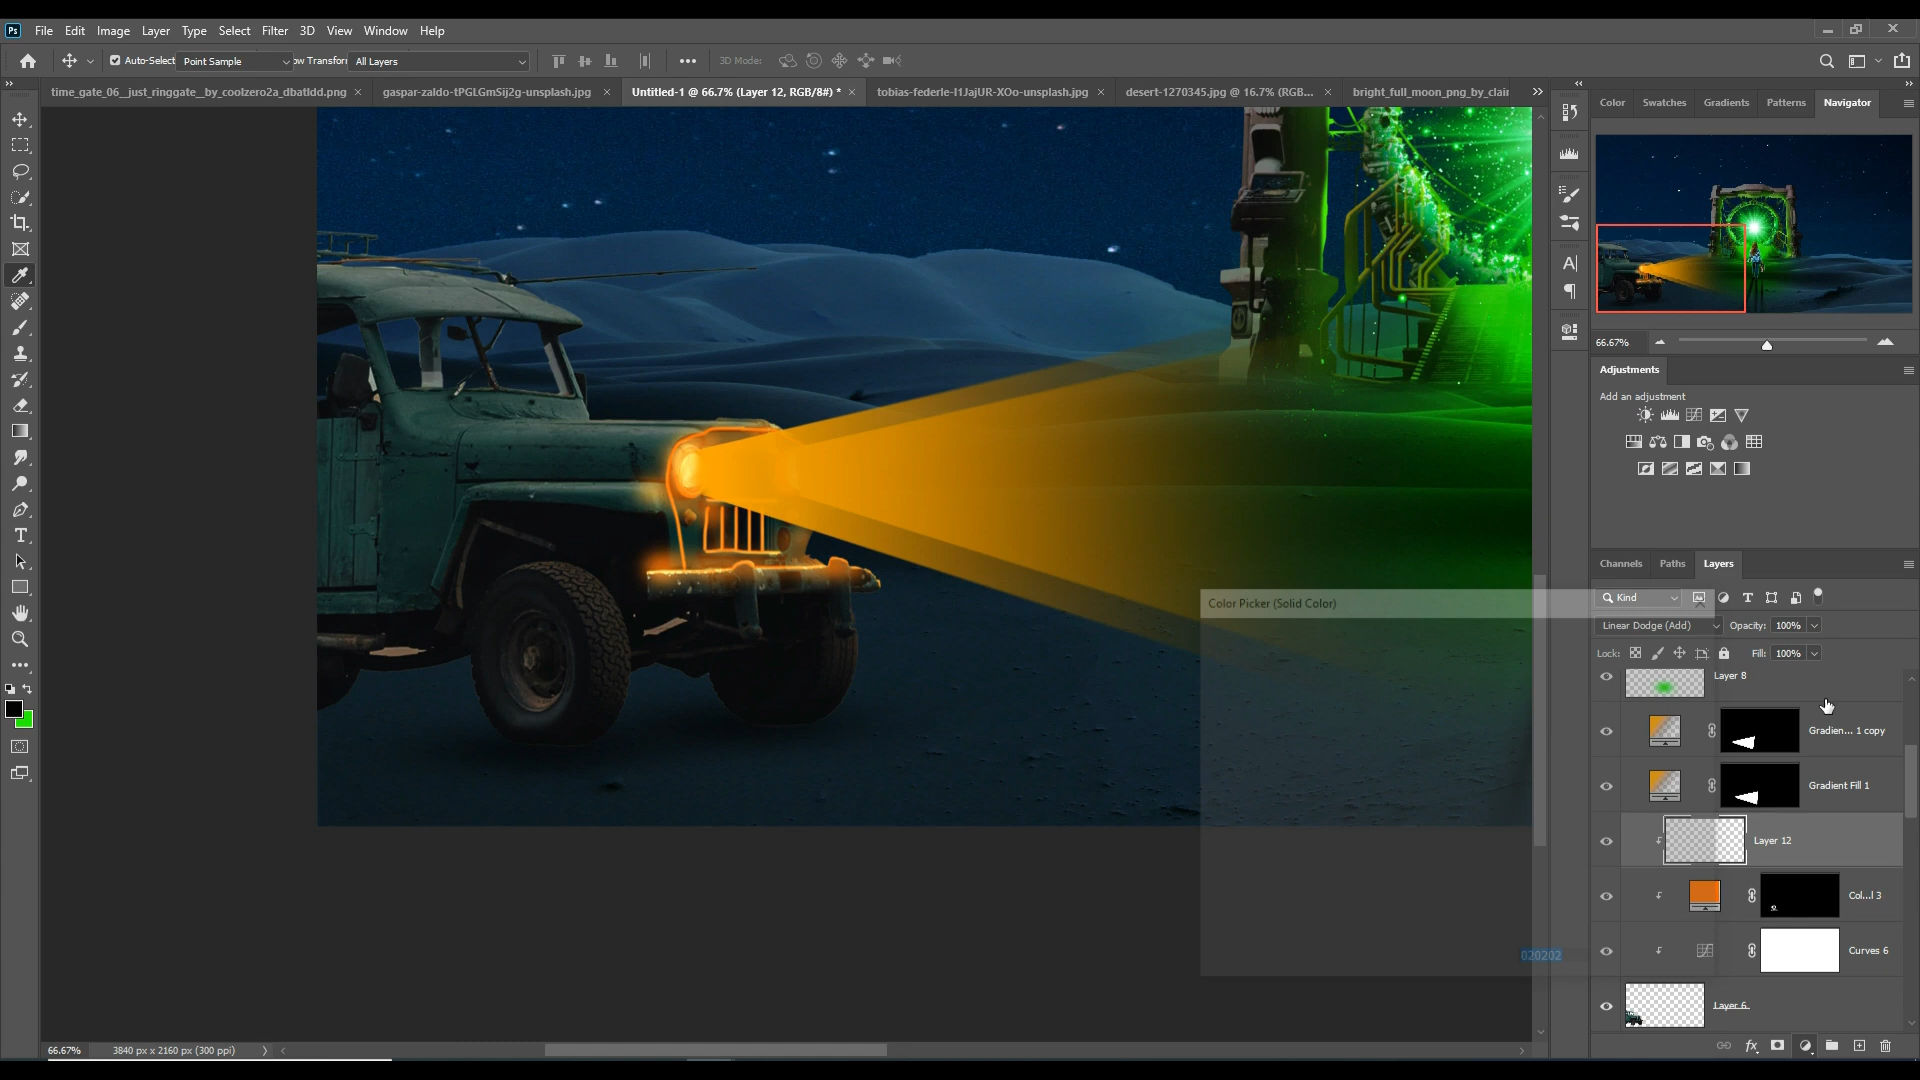 Ps File Edit Image Layer Type Select Filter 3D View Window Help
Auto-Select Point Sample ow Transfor All Layers 3D Mode:
time_gate_06__just_ringgate__by_coolzero2a_dbatldd.png gaspar-zaldo-tPGLGmSij2g-unsplash.jpg Untitled-1 @ 66.7% (Layer 12, RGB/8#) * tobias-federle-I1JajUR-XOo-unsplash.jpg desert-1270345.jpg @ 16.7% (RGB... bright_full_moon_png_by_clair
Color Swatches Gradients Patterns Navigator
66.67%
Adjustments
Add an adjustment
Channels Paths Layers
Kind
Color Picker (Solid Color)
Linear Dodge (Add) Opacity: 100%
Lock: Fill: 100%
Layer 8
Gradien... 1 copy
Gradient Fill 1
Layer 12
Col...l 3
Curves 6
020202
Layer 6
66.67% 3840 px x 2160 px (300 ppi)